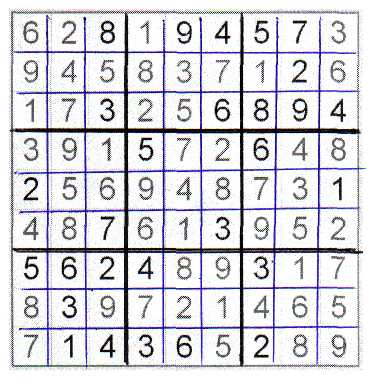 6 2 8 1 9 4 5 7 3
9 4 5 8 3 7 1 2 6
1 7 3 2 5 6 8 9 4
3 9 1 5 7 2 6 4 8
2 5 6 9 4 8 7 3 1
4 8 7 6 1 3 9 5 2
5 6 2 4 8 9 3 1 7
8 3 9 7 2 1 4 6 5
7 1 4 3 6 5 2 8 9